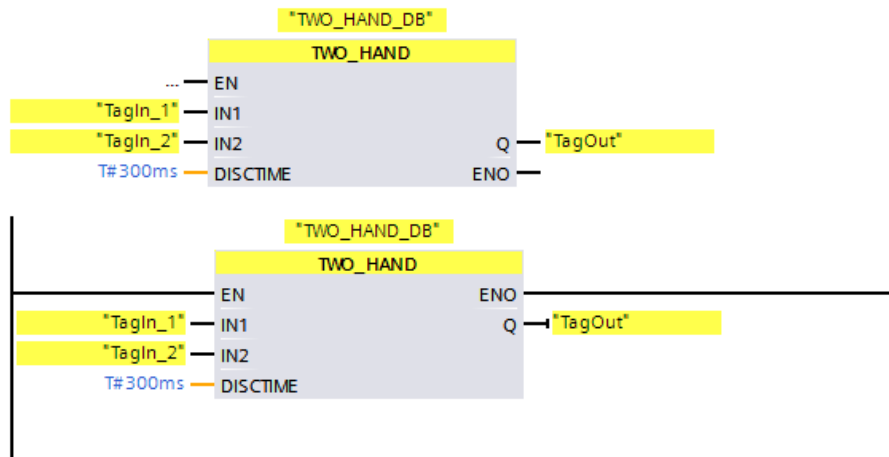 "TWO_HAND_DB"
TWO_HAND
... EN
"TagIn_1" IN1
"TagIn_2" IN2 Q "TagOut"
T#300ms DISCTIME ENO
"TWO_HAND_DB"
TWO_HAND
EN ENO
"TagIn_1" IN1 Q "TagOut"
"TagIn_2" IN2
T#300ms DISCTIME